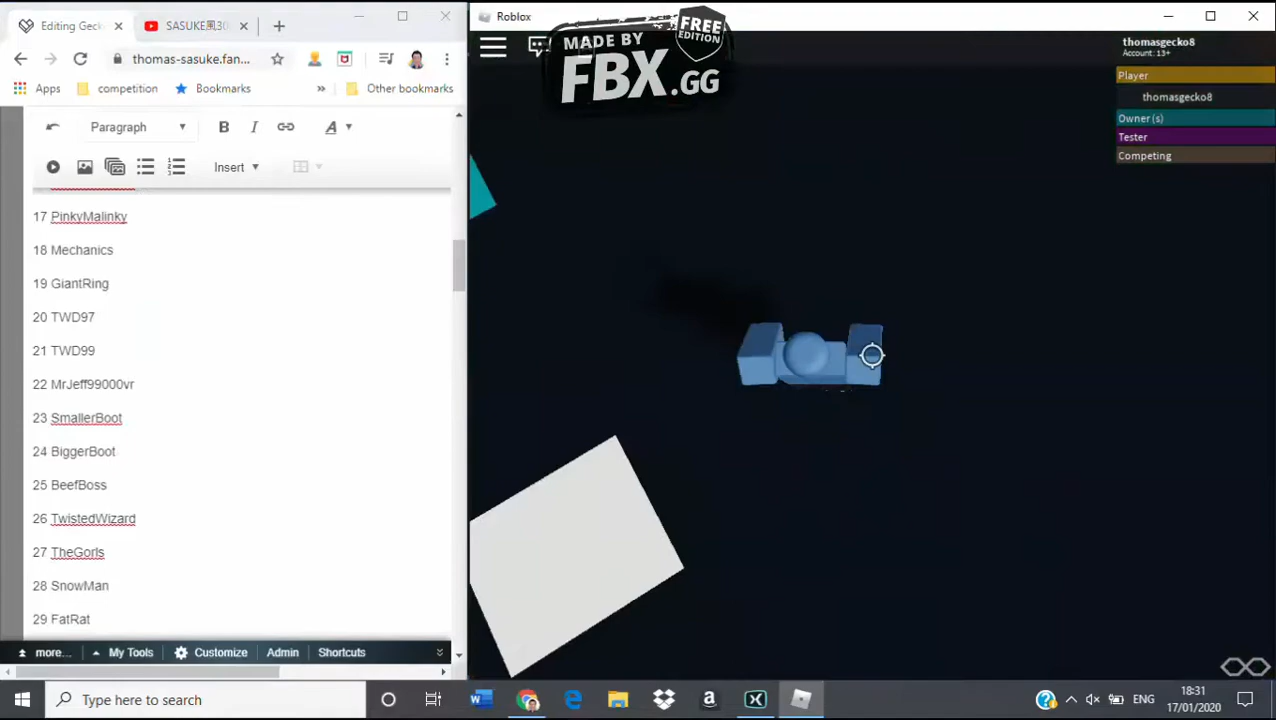 Editing Geck
SASUKE
Roblox
thomas-sasuke.fan...
Apps
competition
Bookmarks
»
Other bookmarks
Paragraph
B
I
A
Insert
17 PinkyMalinky
18 Mechanics
19 GiantRing
20 TWD97
21 TWD99
22 MrJeff99000vr
23 SmallerBoot
24 BiggerBoot
25 BeefBoss
26 TwistedWizard
27 TheGorls
28 SnowMan
29 FatRat
more...
My Tools
Customize
Admin
Shortcuts
MADE BY
FREE
EDITION
FBX.GG
thomasgecko8
Account: 13+
Player
thomasgecko8
Owner(s)
Tester
Competing
Type here to search
ENG
18:31
17/01/2020